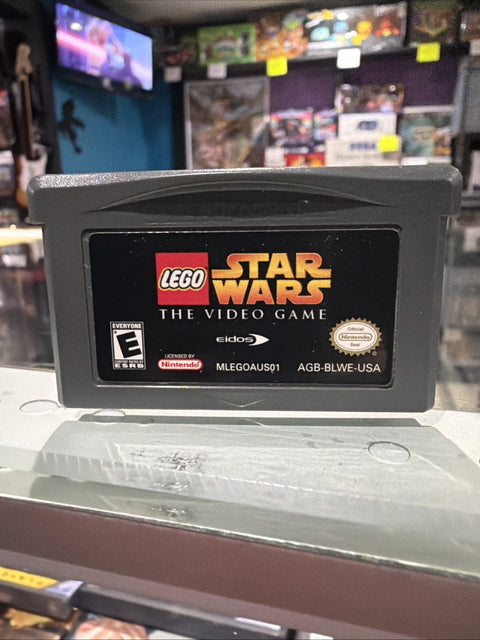 LEGO
STAR
WARS
THE VIDEO GAME
EVERYONE
E
ESRB
eidos
LICENSED BY
Nintendo
MLEGOAUS01
Official
Nintendo
Seal
AGB-BLWE-USA
SEGA